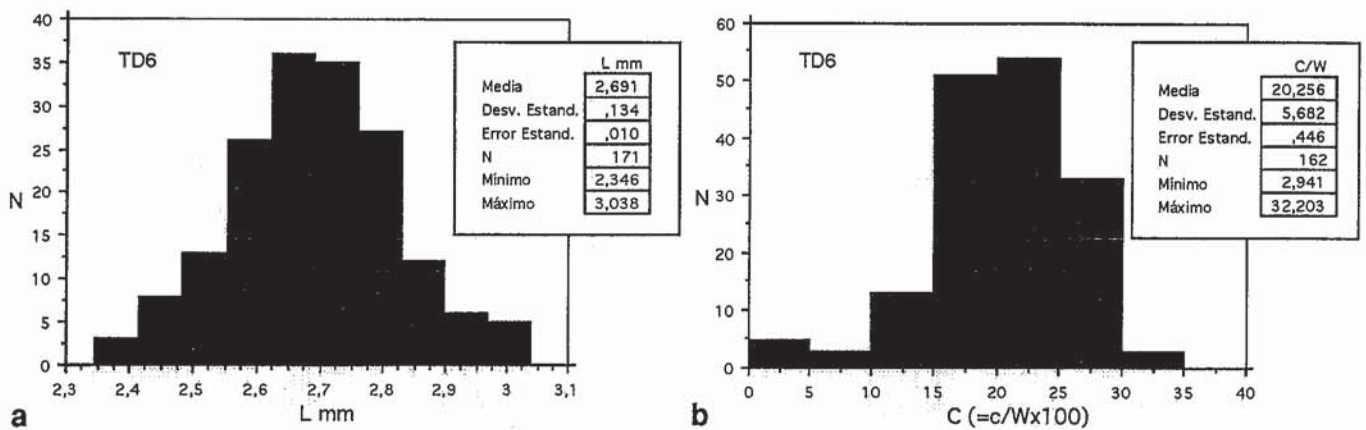 40
35
30
25
20
15
10
5
0
N
TD6
L mm
Media 2,691
Desv. Estand. ,134
Error Estand. ,010
N 171
Mínimo 2,346
Máximo 3,038
2,3 2,4 2,5 2,6 2,7 2,8 2,9 3 3,1
L mm
a
60
50
40
30
20
10
0
N
TD6
C/W
Media 20,256
Desv. Estand. 5,682
Error Estand. ,446
N 162
Mínimo 2,941
Máximo 32,203
0 5 10 15 20 25 30 35 40
C (=c/Wx100)
b